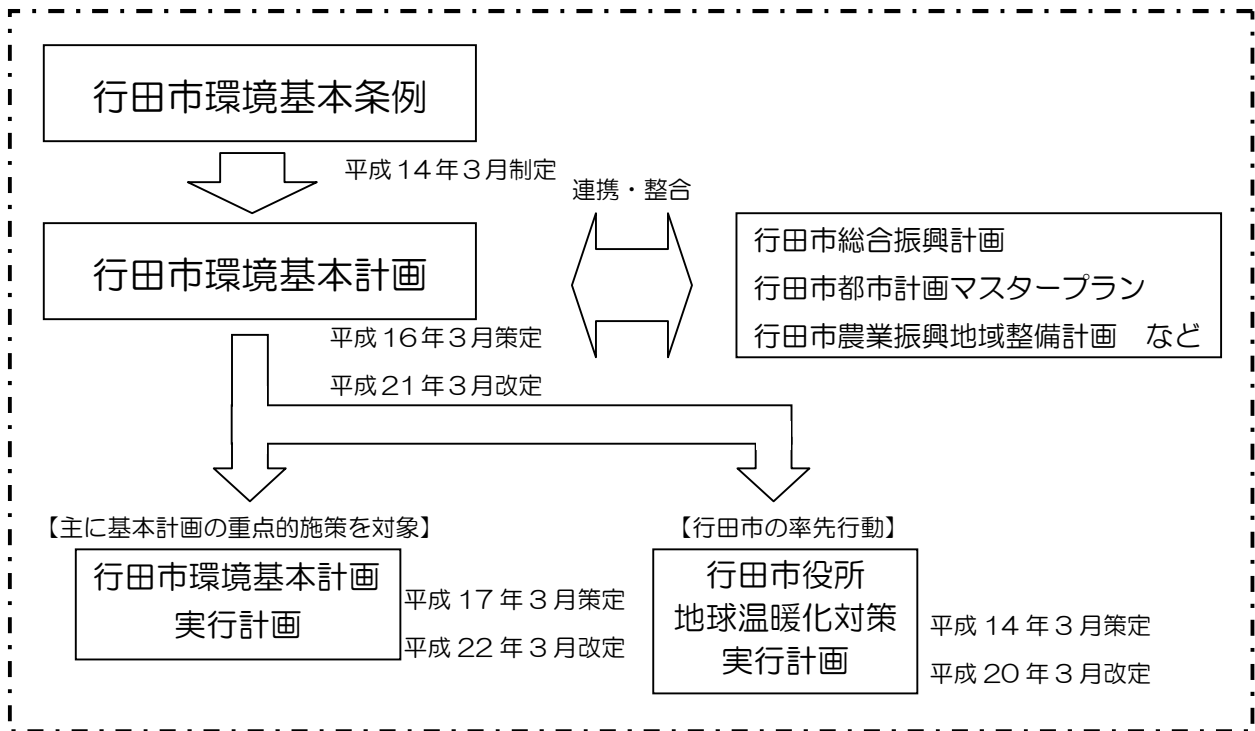 行田市環境基本条例
平成14年3月制定
連携・整合
行田市環境基本計画
行田市総合振興計画
行田市都市計画マスタープラン
行田市農業振興地域整備計画　など
平成16年3月策定
平成21年3月改定
【主に基本計画の重点的施策を対象】
行田市環境基本計画
実行計画
平成 17年3月策定
平成 22年3月改定
【行田市の率先行動】
行田市役所
地球温暖化対策
実行計画
平成 14年3月策定
平成 20年3月改定